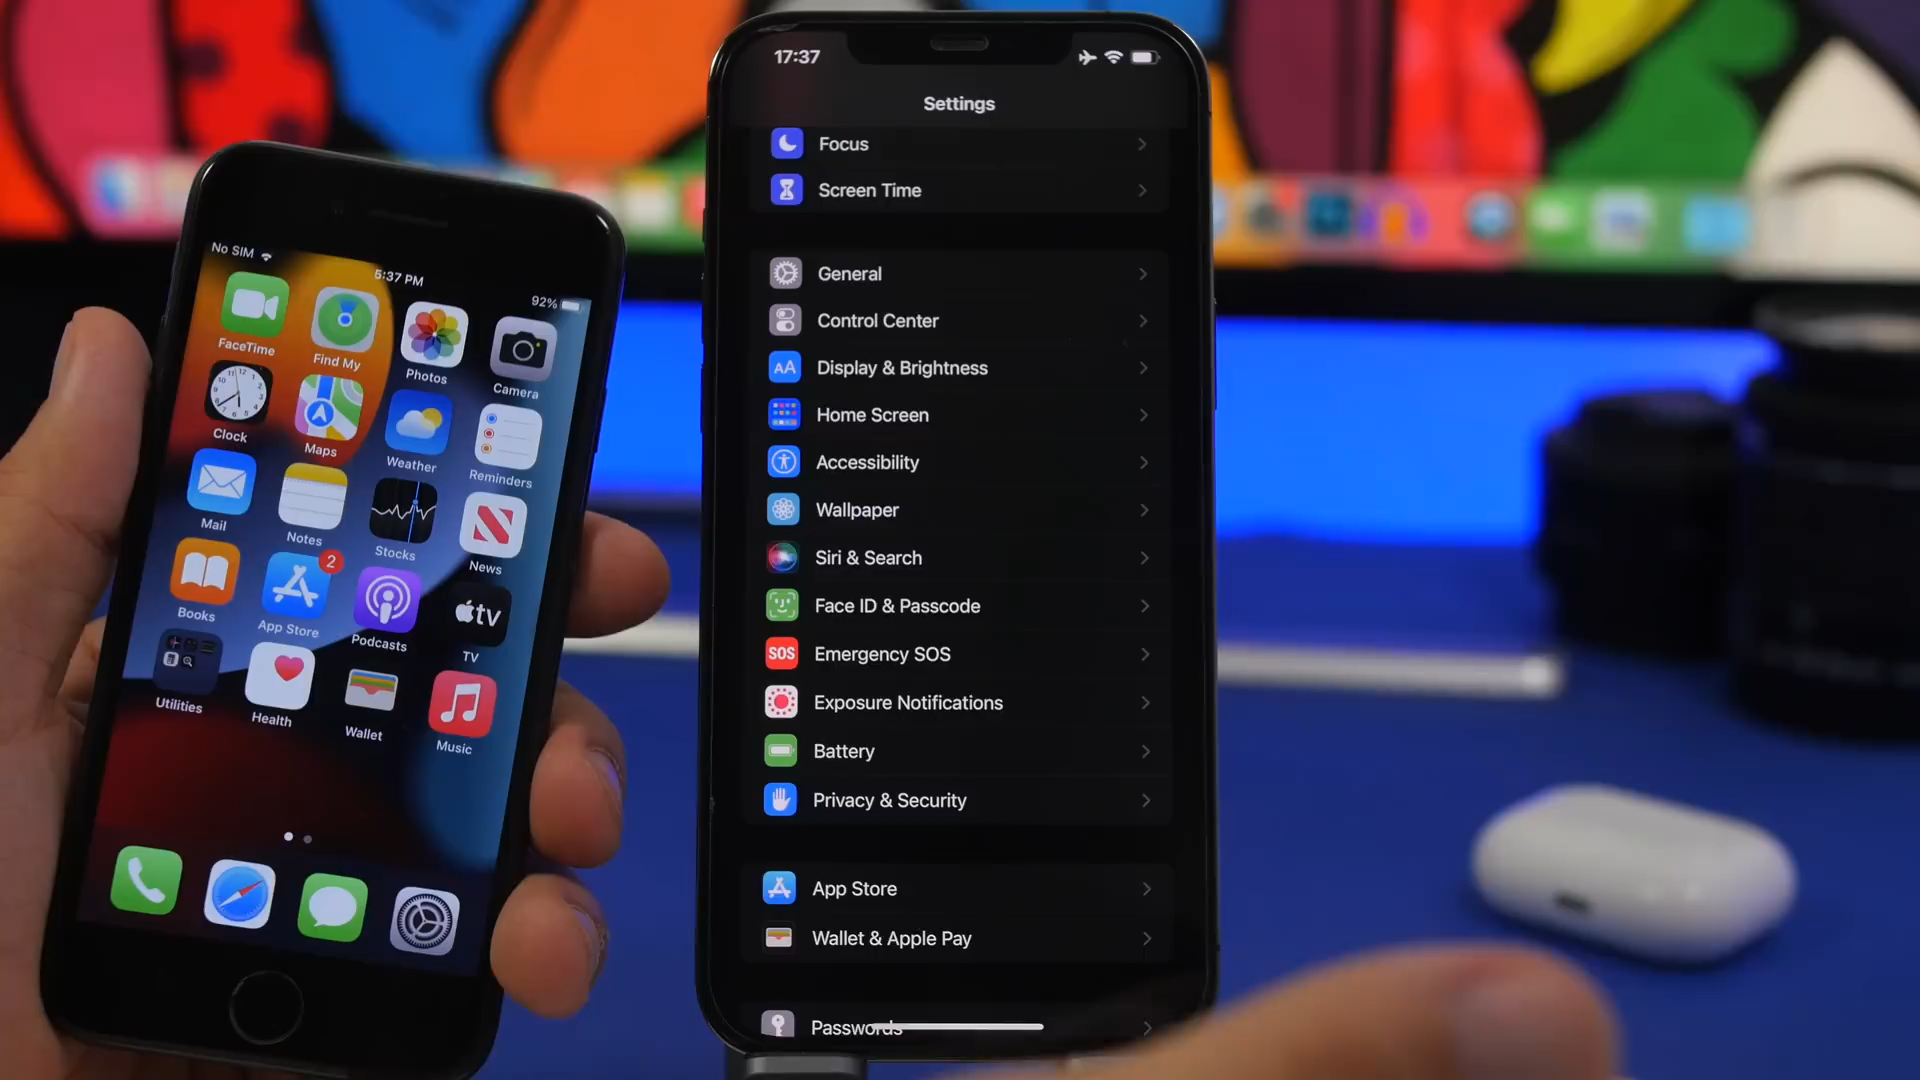 No SIM
5:37 PM
92%
FaceTime
Find My
Photos
Camera
Clock
Maps
Weather
Reminders
Mail
Notes
Stocks
News
Books
2
App Store
Podcasts
tv
TV
Utilities
Health
Wallet
Music
17:37
Settings
Focus
Screen Time
General
Control Center
AA Display & Brightness
Home Screen
Accessibility
Wallpaper
Siri & Search
Face ID & Passcode
SOS Emergency SOS
Exposure Notifications
Battery
Privacy & Security
App Store
Wallet & Apple Pay
Passwords